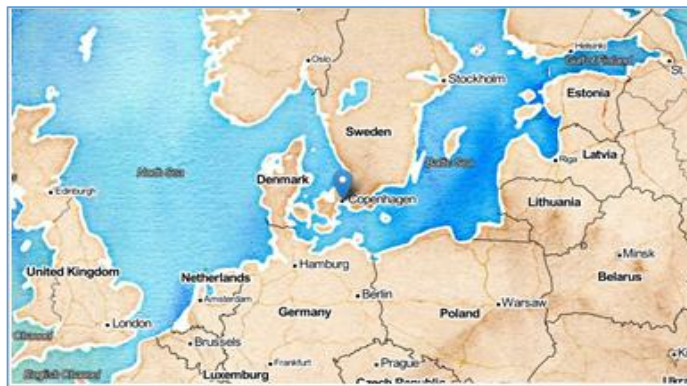 Helsinki
Gulf of Finland
Oslo
St.
Stockholm
Estonia
Sweden
Baltic Sea
Riga
Latvia
North Sea
Denmark
Edinburgh
Copenhagen
Lithuania
Minsk
Hamburg
United Kingdom
Netherlands
Belarus
Amsterdam
Berlin
Germany
Poland
Warsaw
London
Channel
Brussels
Frankfurt
Prague
English Channel
Luxemburg
Czech Republic